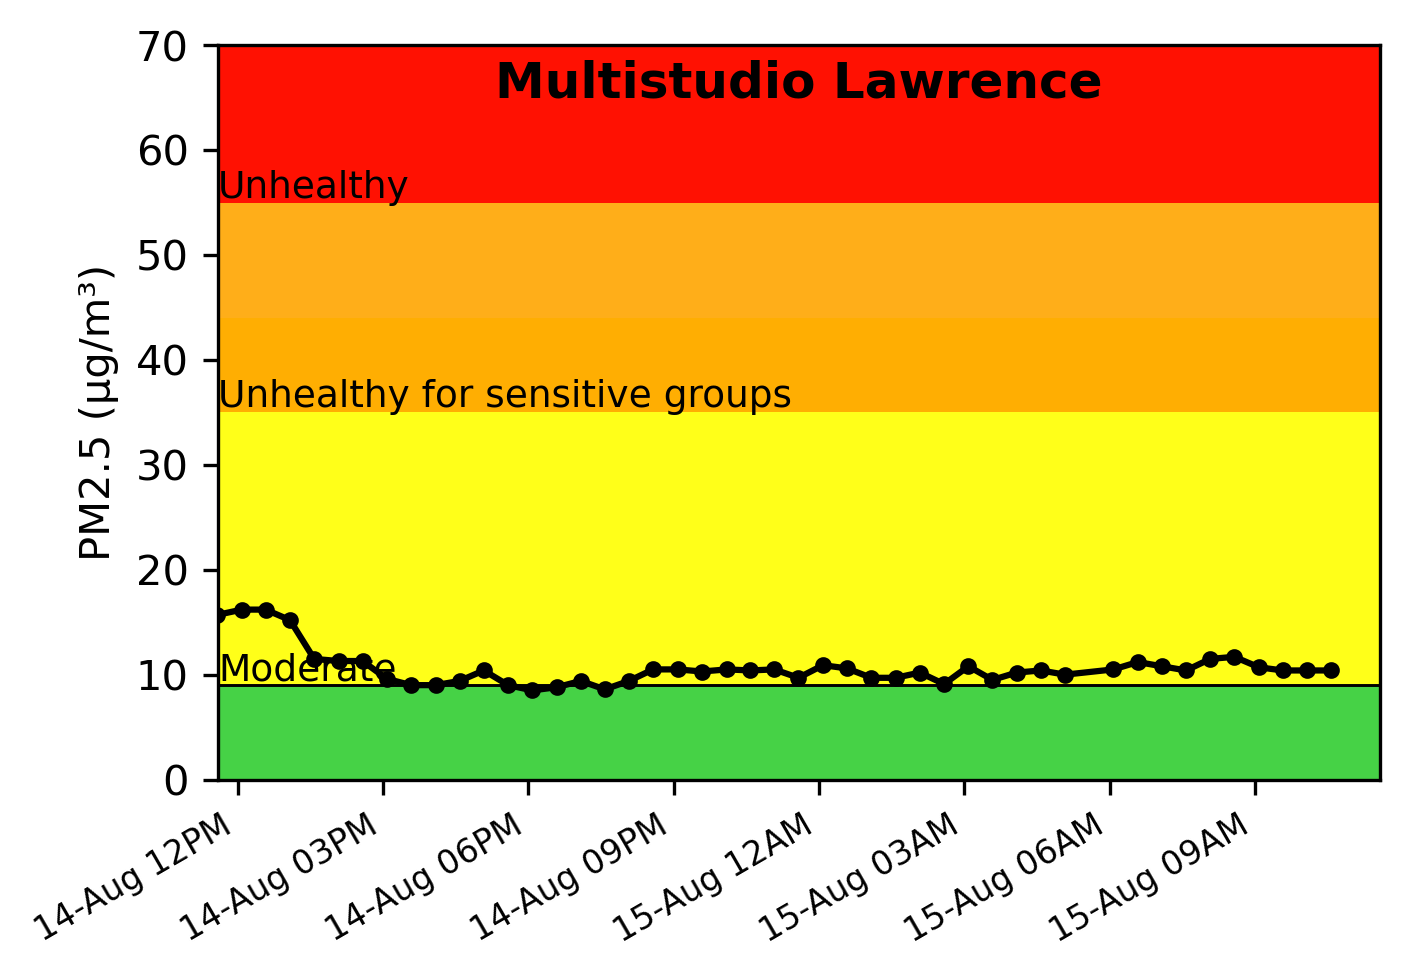 Multistudio Lawrence
70
60
Unhealthy
50
40
Unhealthy for sensitive groups
30
20
Moderate
10
0
PM2.5 (µg/m³)
14-Aug 12PM
14-Aug 03PM
14-Aug 06PM
14-Aug 09PM
15-Aug 12AM
15-Aug 03AM
15-Aug 06AM
15-Aug 09AM